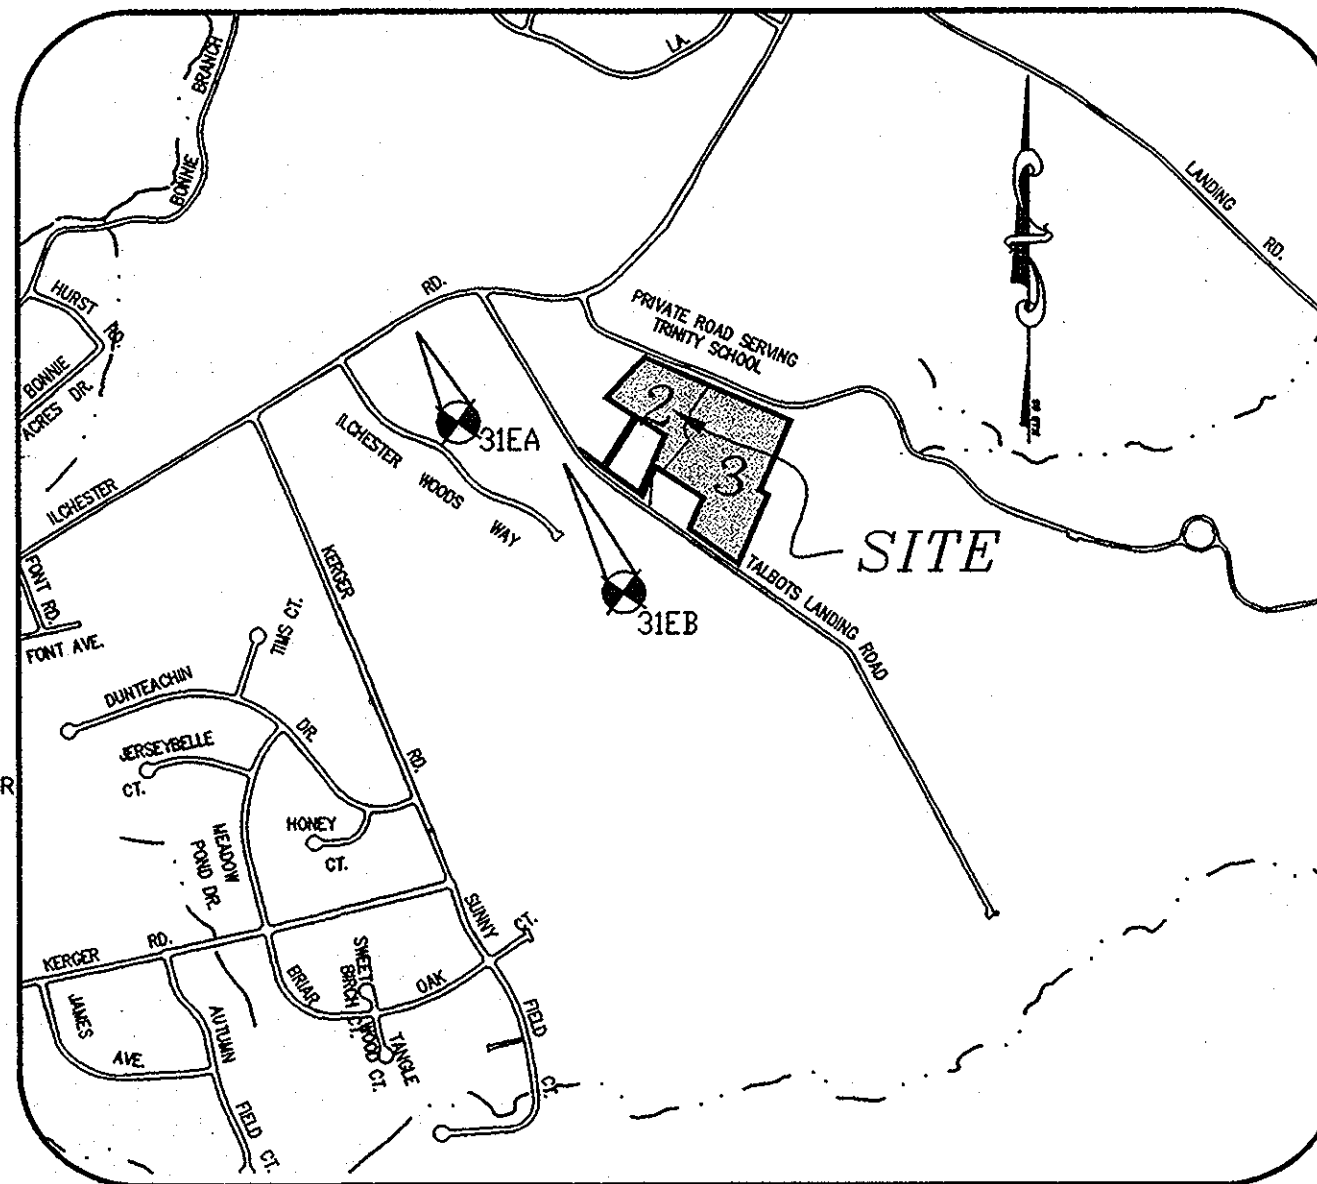 BONNIE BRANCH
LA.
LANDING RD.
HURST RD.
BONNIE
ACRES DR.
RD.
PRIVATE ROAD SERVING
TRINITY SCHOOL
2
3
31EA
ILCHESTER WOODS WAY
ILCHESTER
SITE
31EB
TALBOTS LANDING ROAD
KERGER
FONT RD.
FONT AVE.
TIMS CT.
DUNTEACHIN
DR.
JERSEYBELLE
CT.
RD.
R
HONEY
CT.
MEADOW
POND DR.
SUNNY
CT.
KERGER RD.
SWEET
BIRCH CT.
BRIAR
OAK
JAMES
AVE.
AUTUMN
WOOD CT.
TANGLE
FIELD
CT.
FIELD CT.